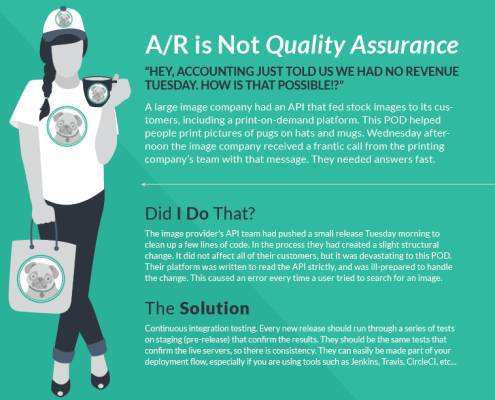 A/R is Not Quality Assurance
“HEY, ACCOUNTING JUST TOLD US WE HAD NO REVENUE
TUESDAY. HOW IS THAT POSSIBLE!?”
A large image company had an API that fed stock images to its cus-
tomers, including a print-on-demand platform. This POD helped
people print pictures of pugs on hats and mugs. Wednesday after-
noon the image company received a frantic call from the printing
company’s team with that message. They needed answers fast.
Did I Do That?
The image provider's API team had pushed a small release Tuesday morning to
clean up a few lines of code. In the process they had created a slight structural
change. It did not affect all of their customers, but it was devastating to this POD.
Their platform was written to read the API strictly, and was ill-prepared to handle
the change. This caused an error every time a user tried to search for an image.
The Solution
Continuous integration testing. Every new release should run through a series of tests
on staging (pre-release) that confirm the results. They should be the same tests that
confirm the live servers, so there is consistency. They can easily be made part of your
deployment flow, especially if you are using tools such as Jenkins, Travis, CircleCI, etc...